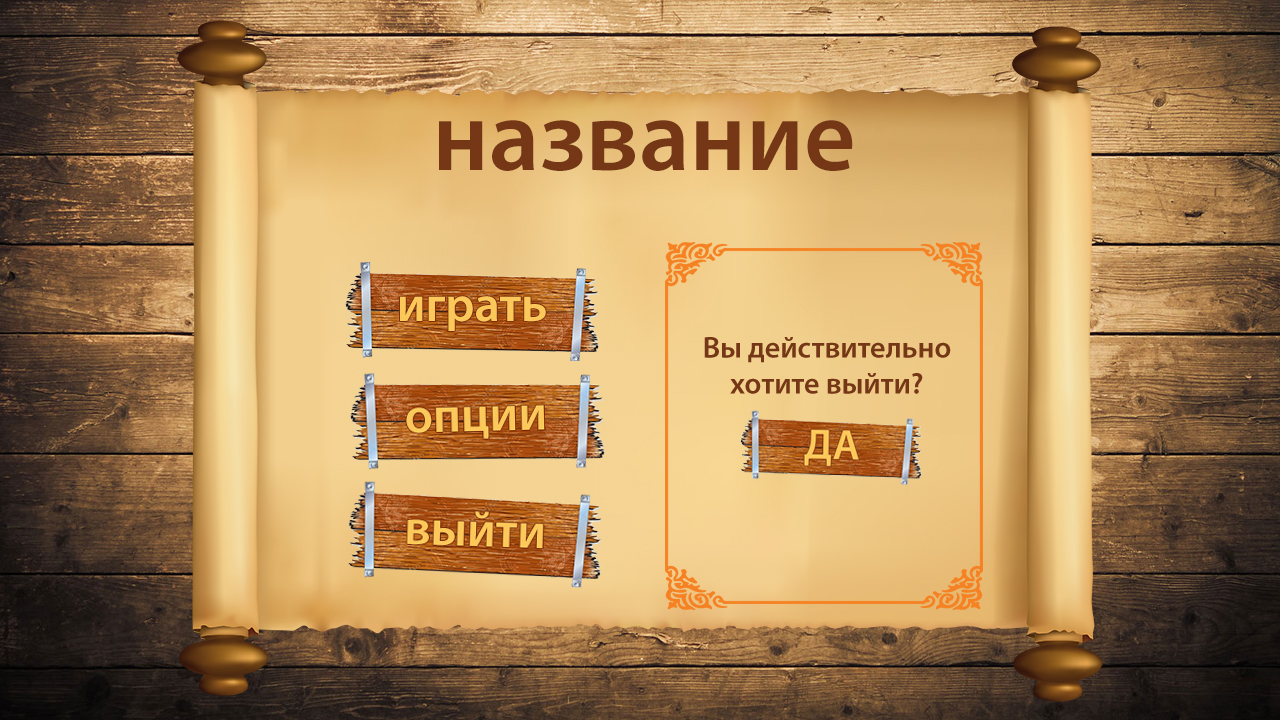 название
играть
опции
выйти
Вы действительно
хотите выйти?
ДА